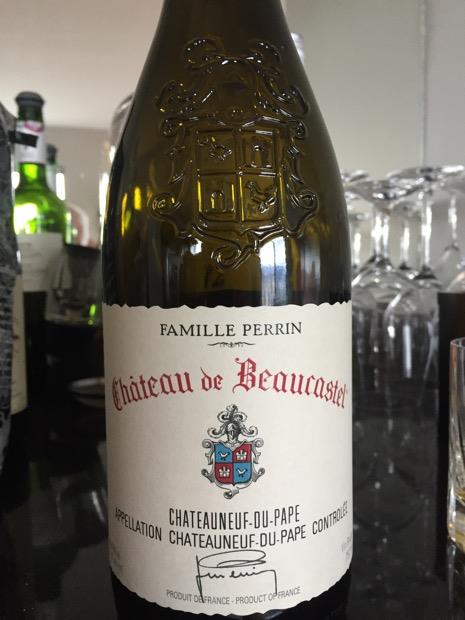 FAMILLE PERRIN
Château de Beaucastel
CHATEAUNEUF-DU-PAPE
APPELLATION CHATEAUNEUF-DU-PAPE CONTROLÉE
PRODUIT DE FRANCE - PRODUCT OF FRANCE